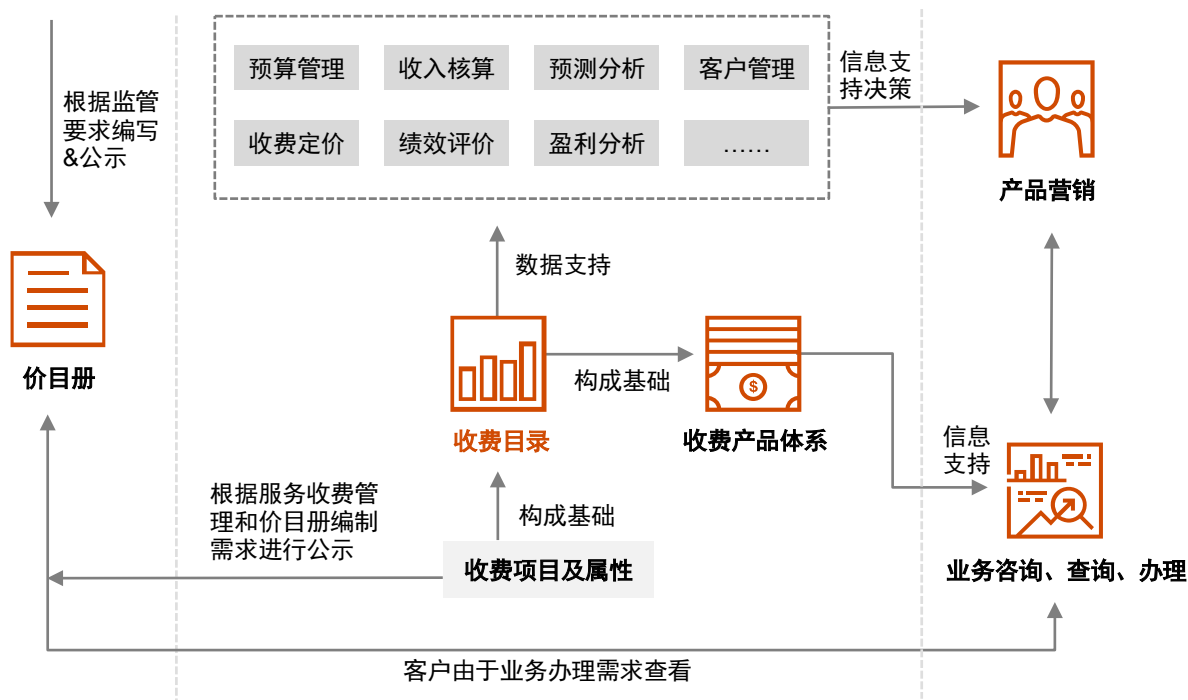 根据监管
要求编写
&公示
价目册
预算管理
收入核算
预测分析
客户管理
收费定价
绩效评价
盈利分析
……
信息支
持决策
产品营销
数据支持
收费目录
构成基础
收费产品体系
$
信息
支持
业务咨询、查询、办理
构成基础
收费项目及属性
根据服务收费管
理和价目册编制
需求进行公示
客户由于业务办理需求查看